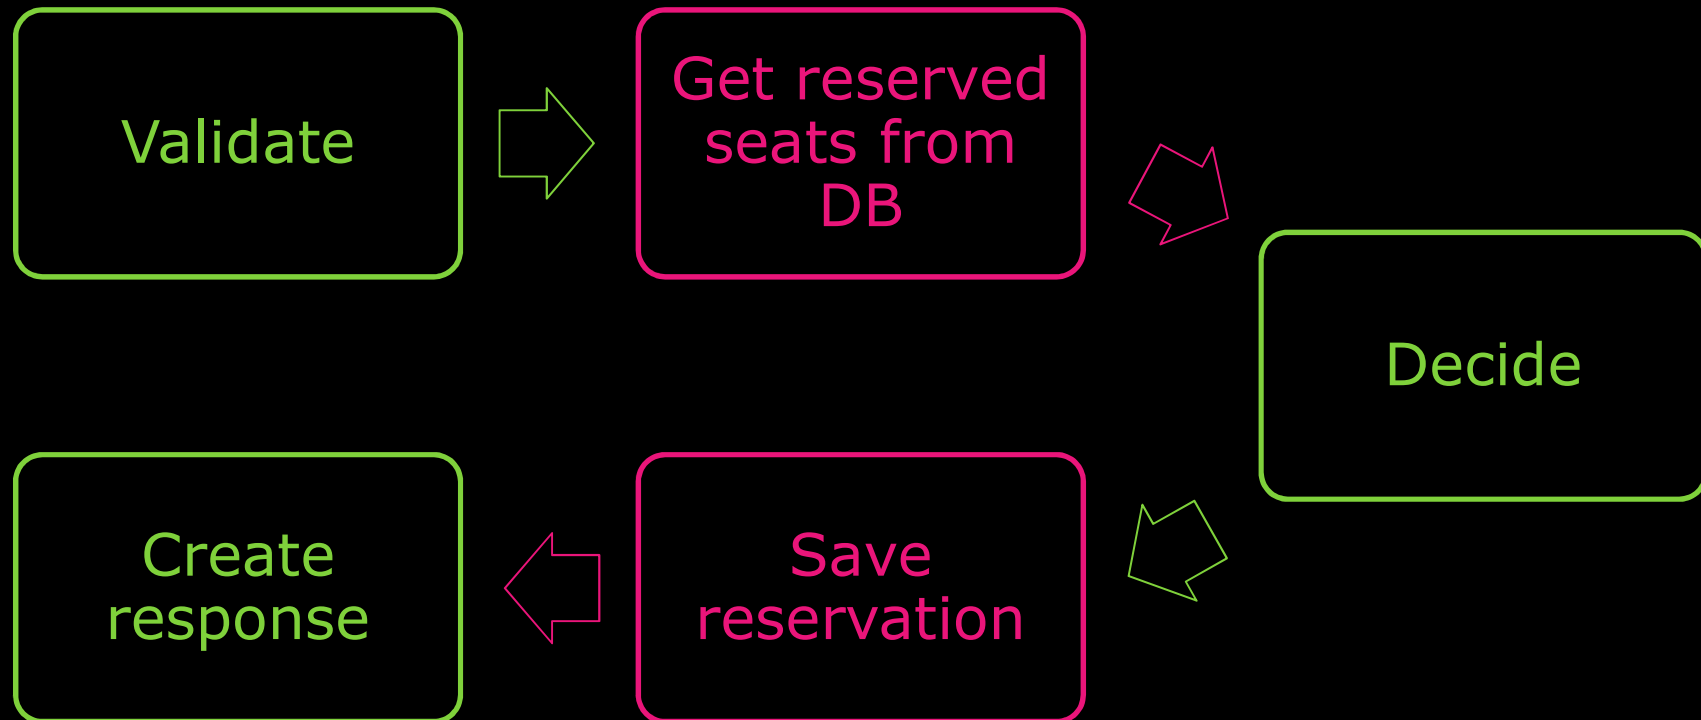 Validate
Get reserved
seats from
DB
Decide
Save
reservation
Create
response